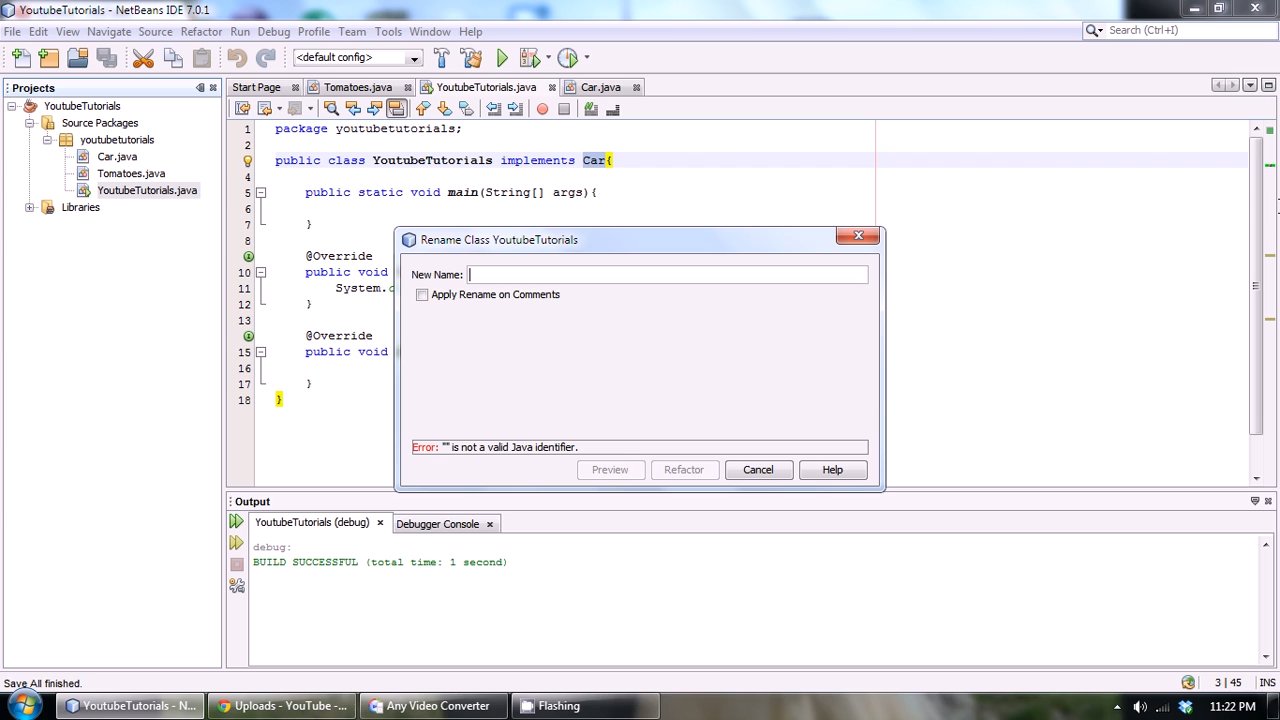 YoutubeTutorials - NetBeans IDE 7.0.1
File Edit View Navigate Source Refactor Run Debug Profile Team Tools Window Help
Search (Ctrl+I)
<default config>
Projects
YoutubeTutorials
Source Packages
youtubetutorials
Car.java
Tomatoes.java
YoutubeTutorials.java
Libraries
Start Page Tomatoes.java YoutubeTutorials.java Car.java
1 package youtubetutorials;
2
3 public class YoutubeTutorials implements Car{
4
5 public static void main(String[] args){
6
7 }
8
@Override
10 public void
11 System.
12 }
13
@Override
15 public void
16
17 }
18 }
Rename Class YoutubeTutorials
New Name:
Apply Rename on Comments
Error: "" is not a valid Java identifier.
Preview Refactor Cancel Help
Output
YoutubeTutorials (debug) Debugger Console
debug:
BUILD SUCCESSFUL (total time: 1 second)
Save All finished.
3 | 45 INS
YoutubeTutorials - N... Uploads - YouTube -... Any Video Converter Flashing
11:22 PM